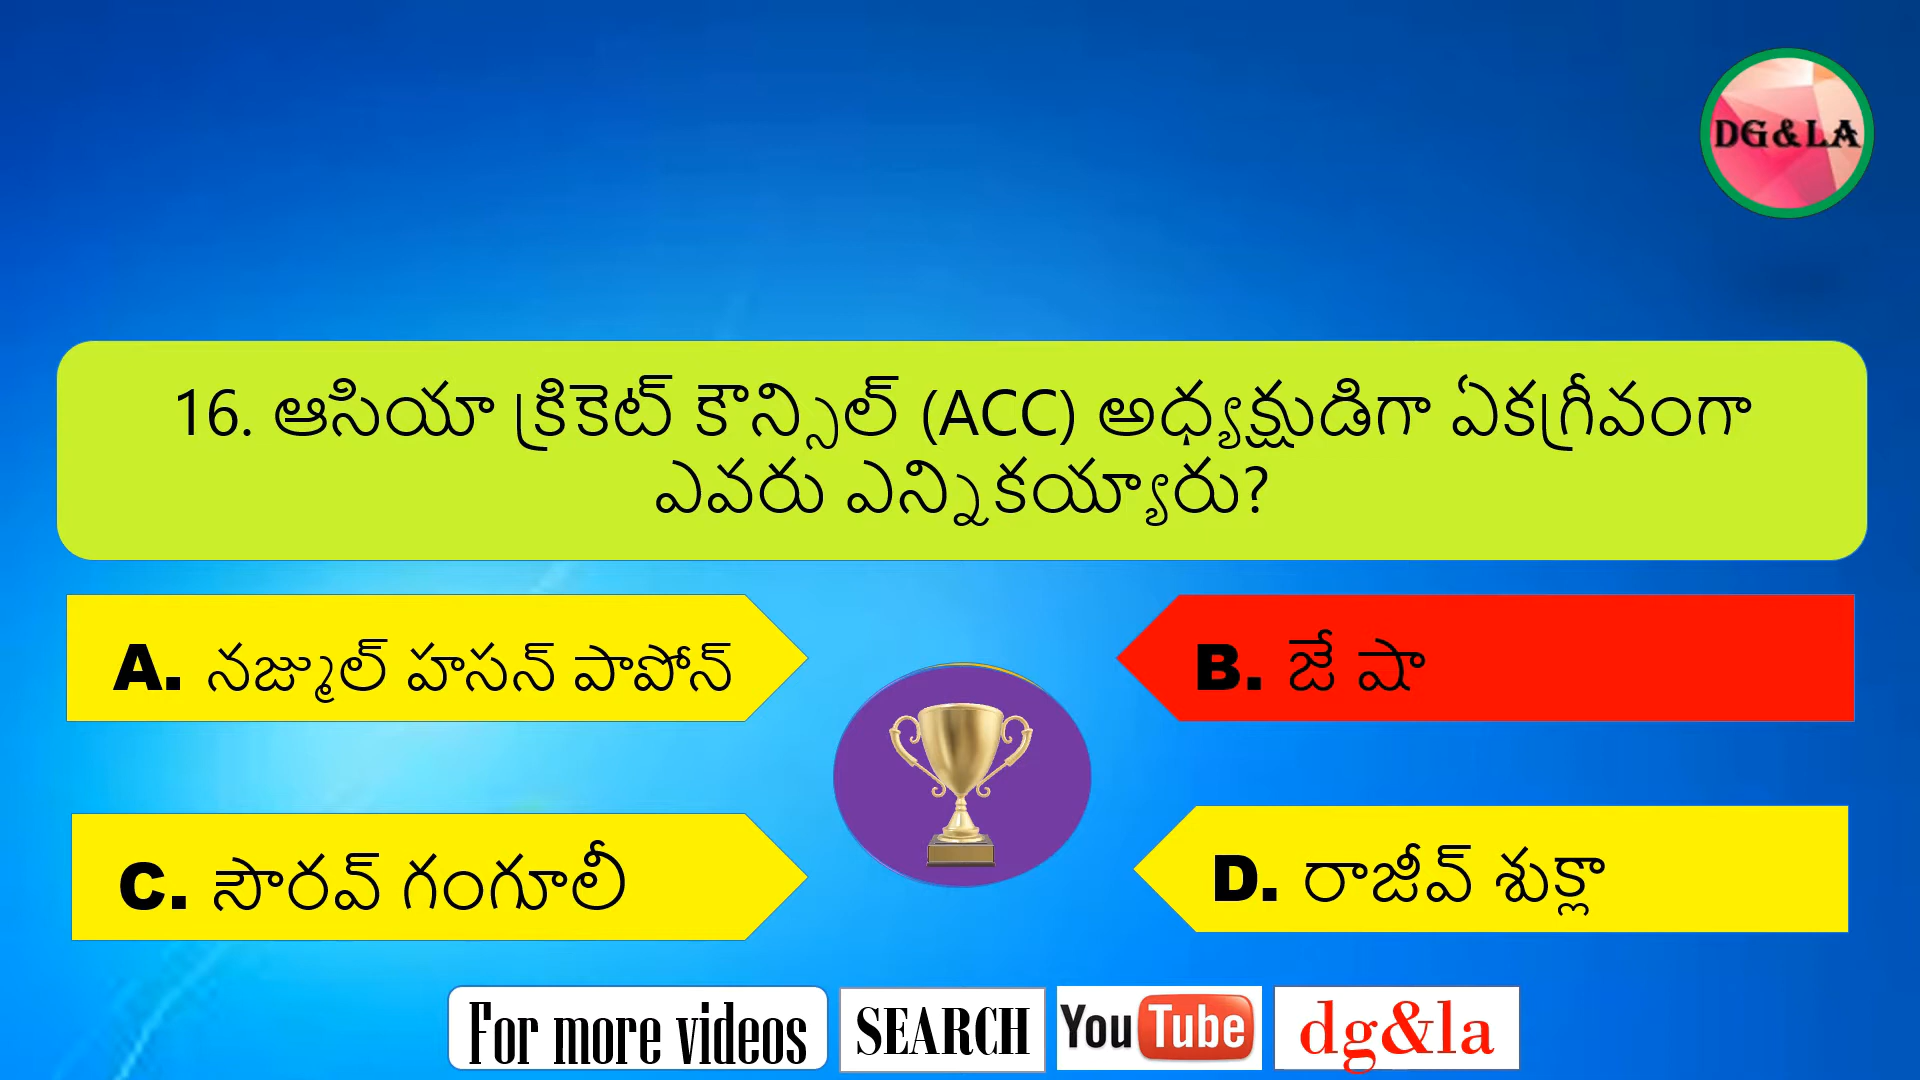 DG&LA
16. ఆసియా క్రికెట్ కౌన్సిల్ (ACC) అధ్యక్షుడిగా ఏకగ్రీవంగా
ఎవరు ఎన్నికయ్యారు?
A. నజ్ముల్ హసన్ పాపోన్
B. జే షా
C. సౌరవ్ గంగూలీ
D. రాజీవ్ శుక్లా
For more videos SEARCH YouTube dg&la